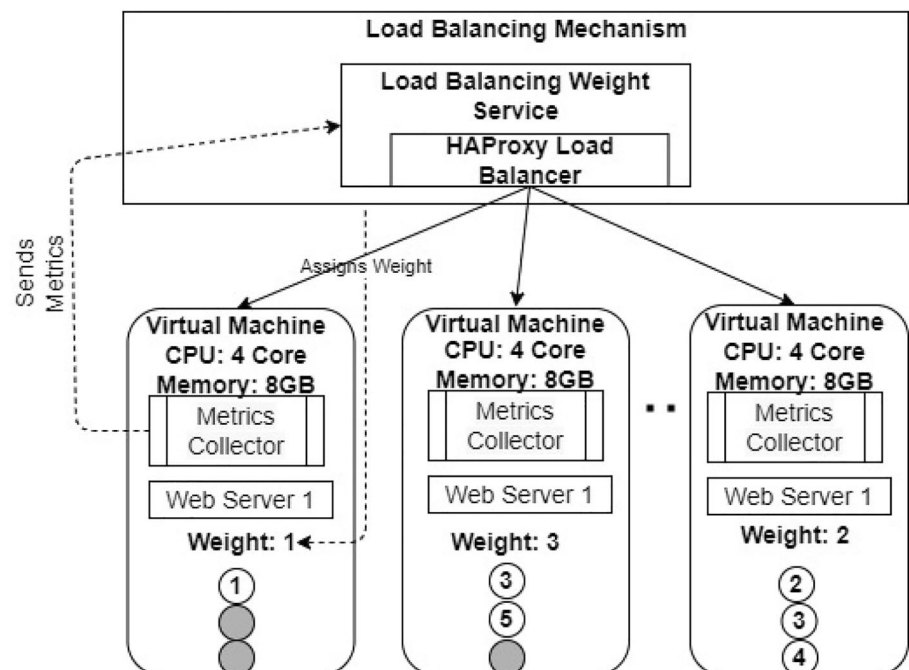 Load Balancing Mechanism
Load Balancing Weight
Service
HAProxy Load
Balancer
Sends
Metrics
Assigns Weight
Virtual Machine
CPU: 4 Core
Memory: 8GB
Metrics
Collector
Web Server 1
Weight: 1
1
Virtual Machine
CPU: 4 Core
Memory: 8GB
Metrics
Collector
Web Server 1
Weight: 3
3
5
Virtual Machine
CPU: 4 Core
Memory: 8GB
Metrics
Collector
Web Server 1
Weight: 2
2
3
4